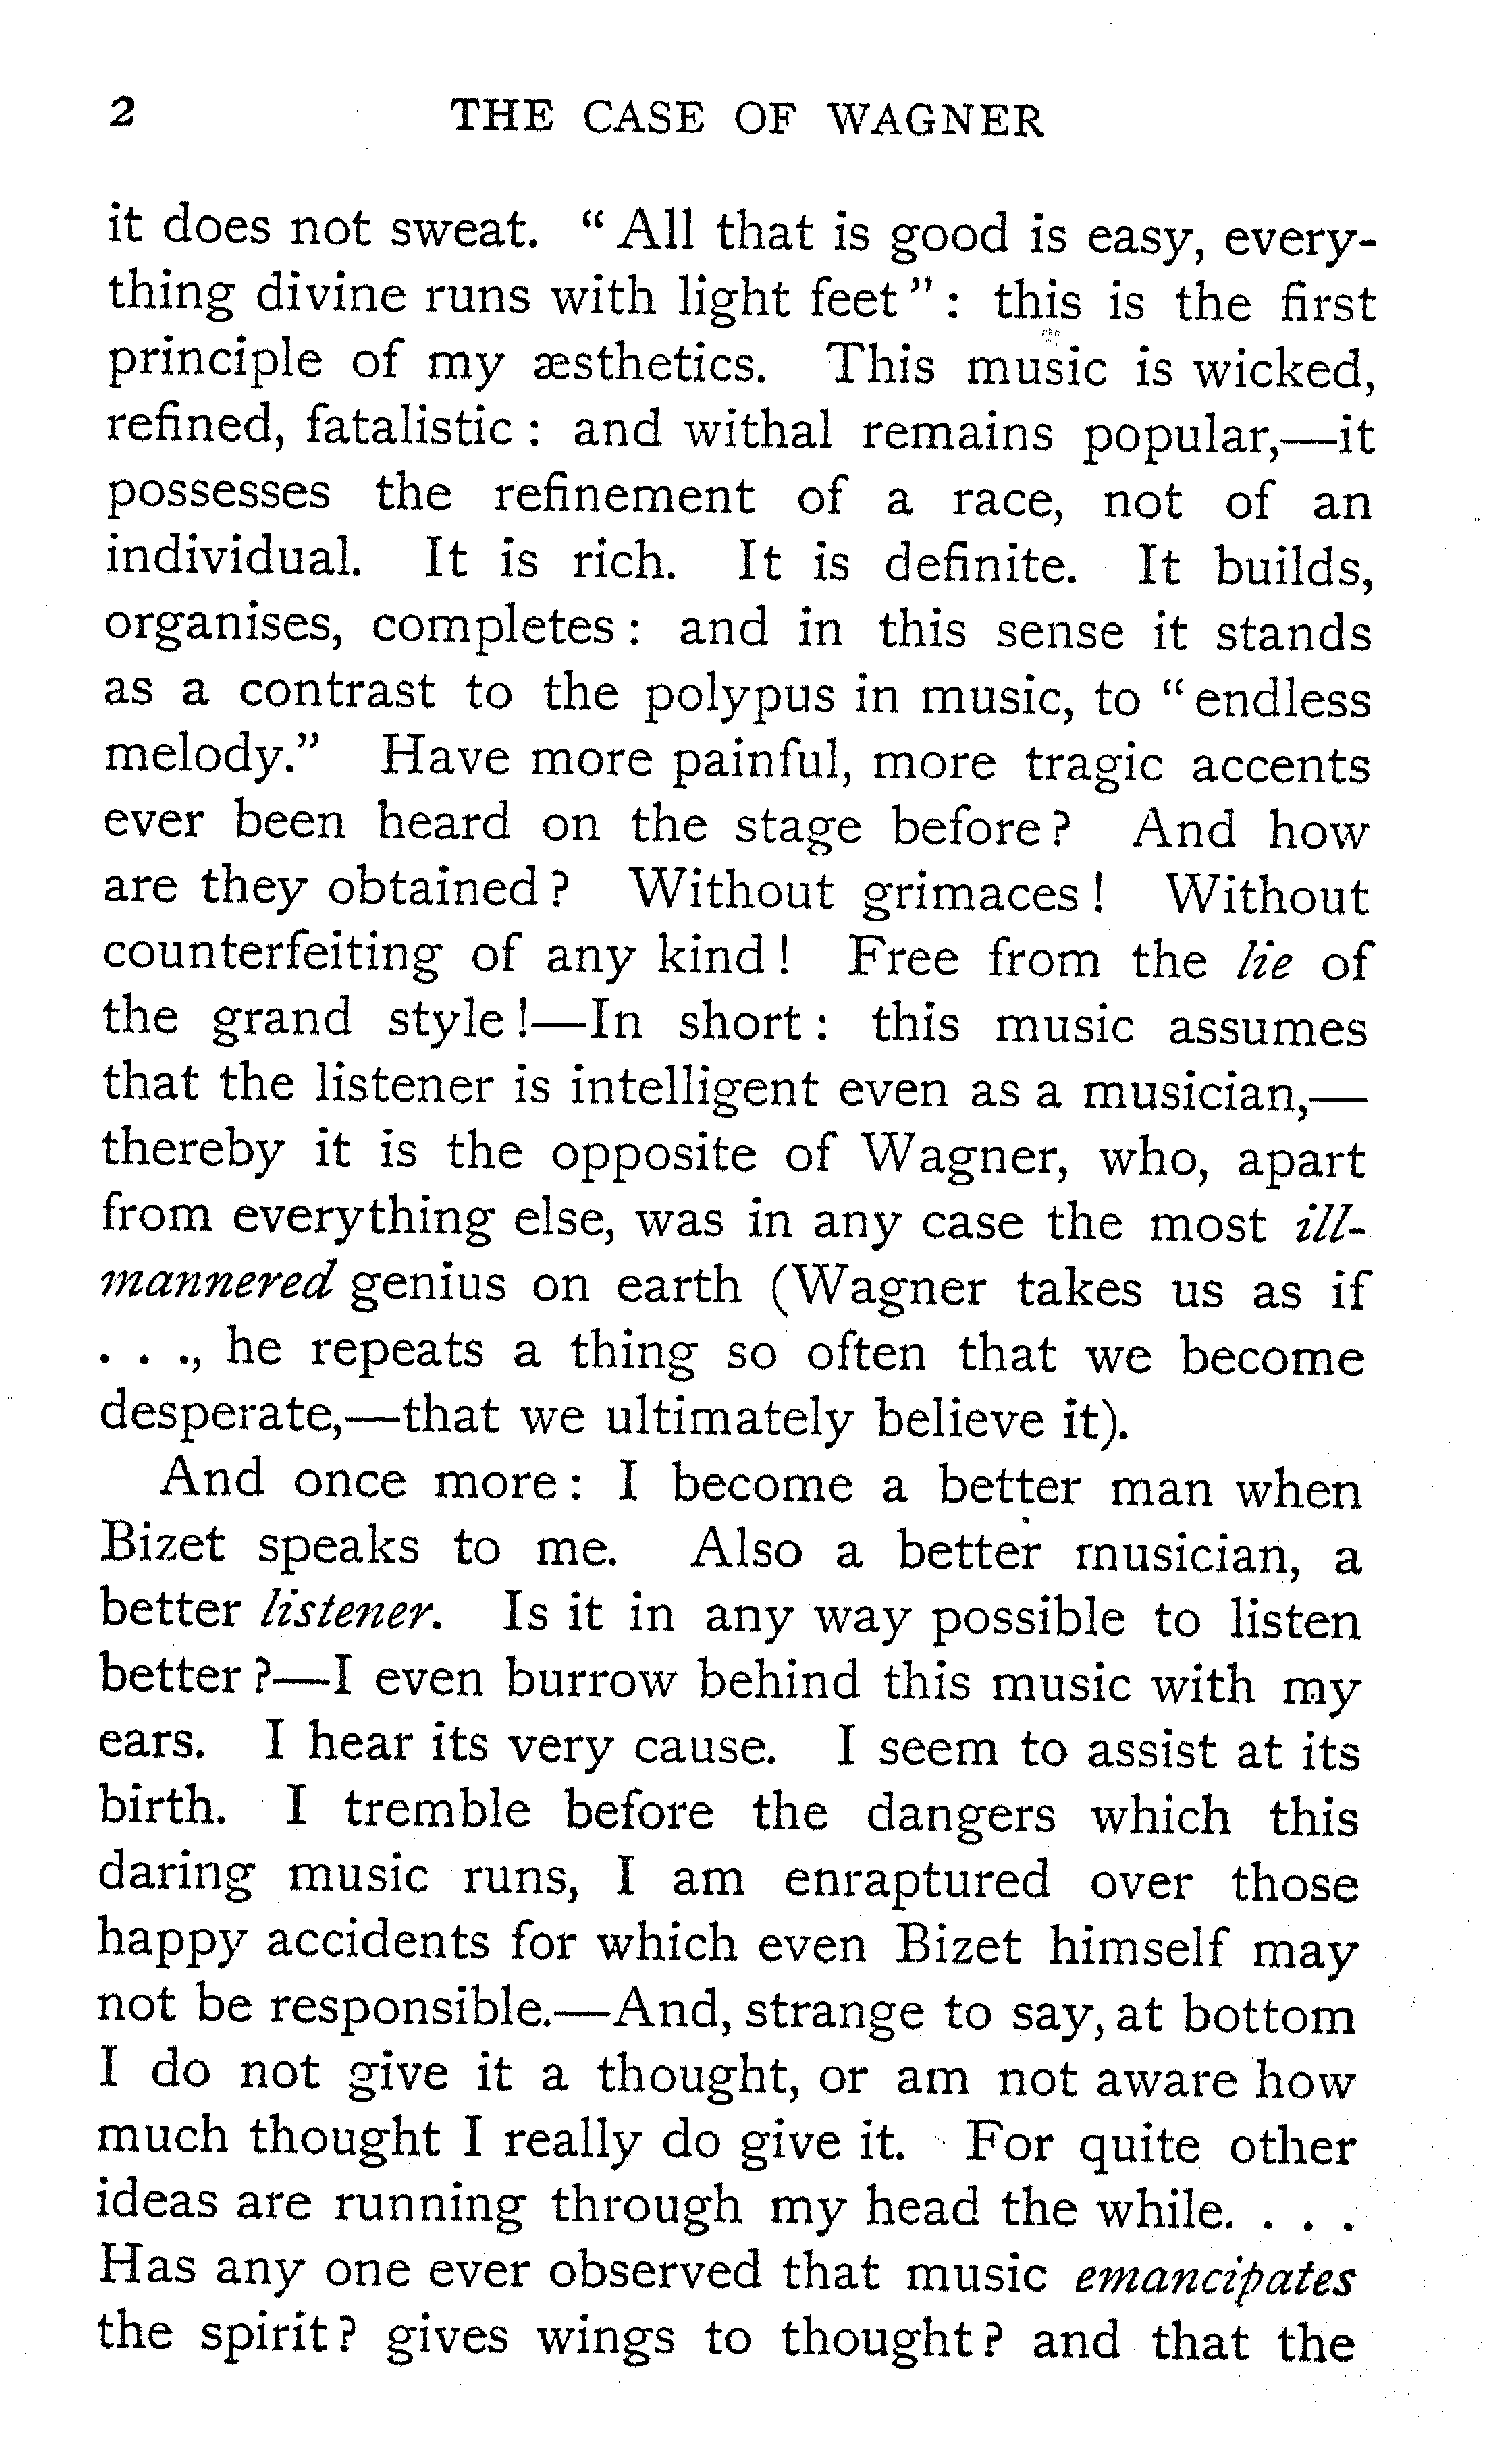 2 THE CASE OF WAGNER
it does not sweat. “ All that is good is easy, every-
thing divine runs with light feet ” : this is the first
principle of my æsthetics. This music is wicked,
refined, fatalistic : and withal remains popular,—it
possesses the refinement of a race, not of an
individual. It is rich. It is definite. It builds,
organises, completes : and in this sense it stands
as a contrast to the polypus in music, to “ endless
melody.” Have more painful, more tragic accents
ever been heard on the stage before ? And how
are they obtained ? Without grimaces ! Without
counterfeiting of any kind ! Free from the lie of
the grand style !—In short : this music assumes
that the listener is intelligent even as a musician,—
thereby it is the opposite of Wagner, who, apart
from everything else, was in any case the most ill-
mannered genius on earth (Wagner takes us as if
. . ., he repeats a thing so often that we become
desperate,—that we ultimately believe it).
And once more : I become a better man when
Bizet speaks to me. Also a better musician, a
better listener. Is it in any way possible to listen
better ?—I even burrow behind this music with my
ears. I hear its very cause. I seem to assist at its
birth. I tremble before the dangers which this
daring music runs, I am enraptured over those
happy accidents for which even Bizet himself may
not be responsible.—And, strange to say, at bottom
I do not give it a thought, or am not aware how
much thought I really do give it. For quite other
ideas are running through my head the while. . . .
Has any one ever observed that music emancipates
the spirit ? gives wings to thought ? and that the